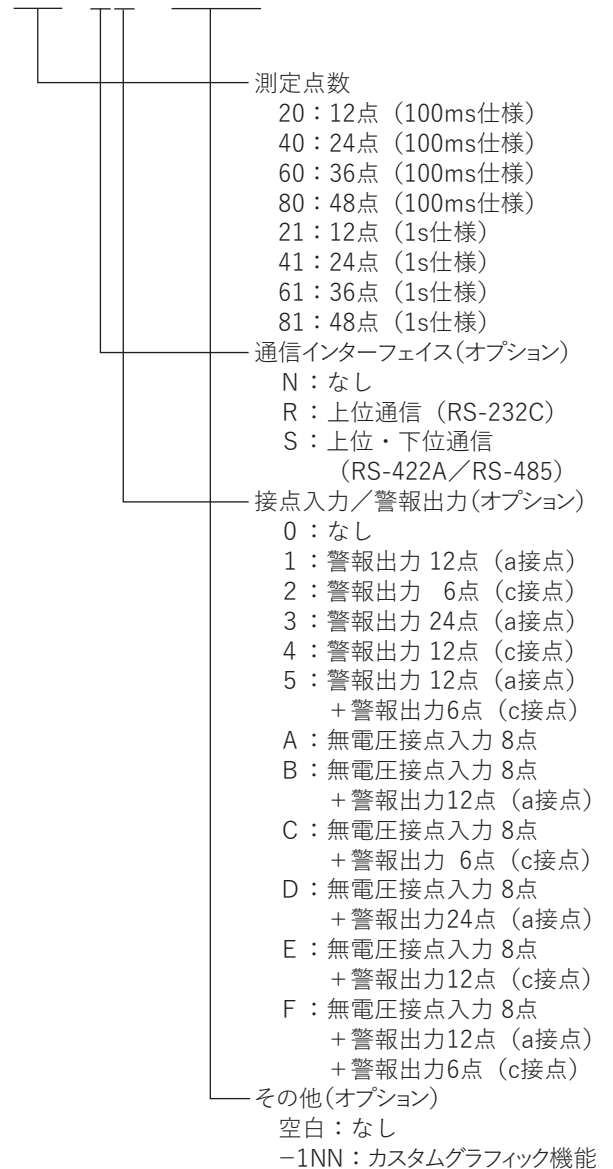 測定点数
20：12点（100ms仕様）
40：24点（100ms仕様）
60：36点（100ms仕様）
80：48点（100ms仕様）
21：12点（1s仕様）
41：24点（1s仕様）
61：36点（1s仕様）
81：48点（1s仕様）
通信インターフェイス（オプション）
N：なし
R：上位通信（RS-232C）
S：上位・下位通信
（RS-422A／RS-485）
接点入力／警報出力（オプション）
0：なし
1：警報出力 12点（a接点）
2：警報出力 6点（c接点）
3：警報出力 24点（a接点）
4：警報出力 12点（c接点）
5：警報出力 12点（a接点）
＋警報出力6点（c接点）
A：無電圧接点入力 8点
B：無電圧接点入力 8点
＋警報出力12点（a接点）
C：無電圧接点入力 8点
＋警報出力 6点（c接点）
D：無電圧接点入力 8点
＋警報出力24点（a接点）
E：無電圧接点入力 8点
＋警報出力12点（c接点）
F：無電圧接点入力 8点
＋警報出力12点（a接点）
＋警報出力6点（c接点）
その他（オプション）
空白：なし
−1NN：カスタムグラフィック機能